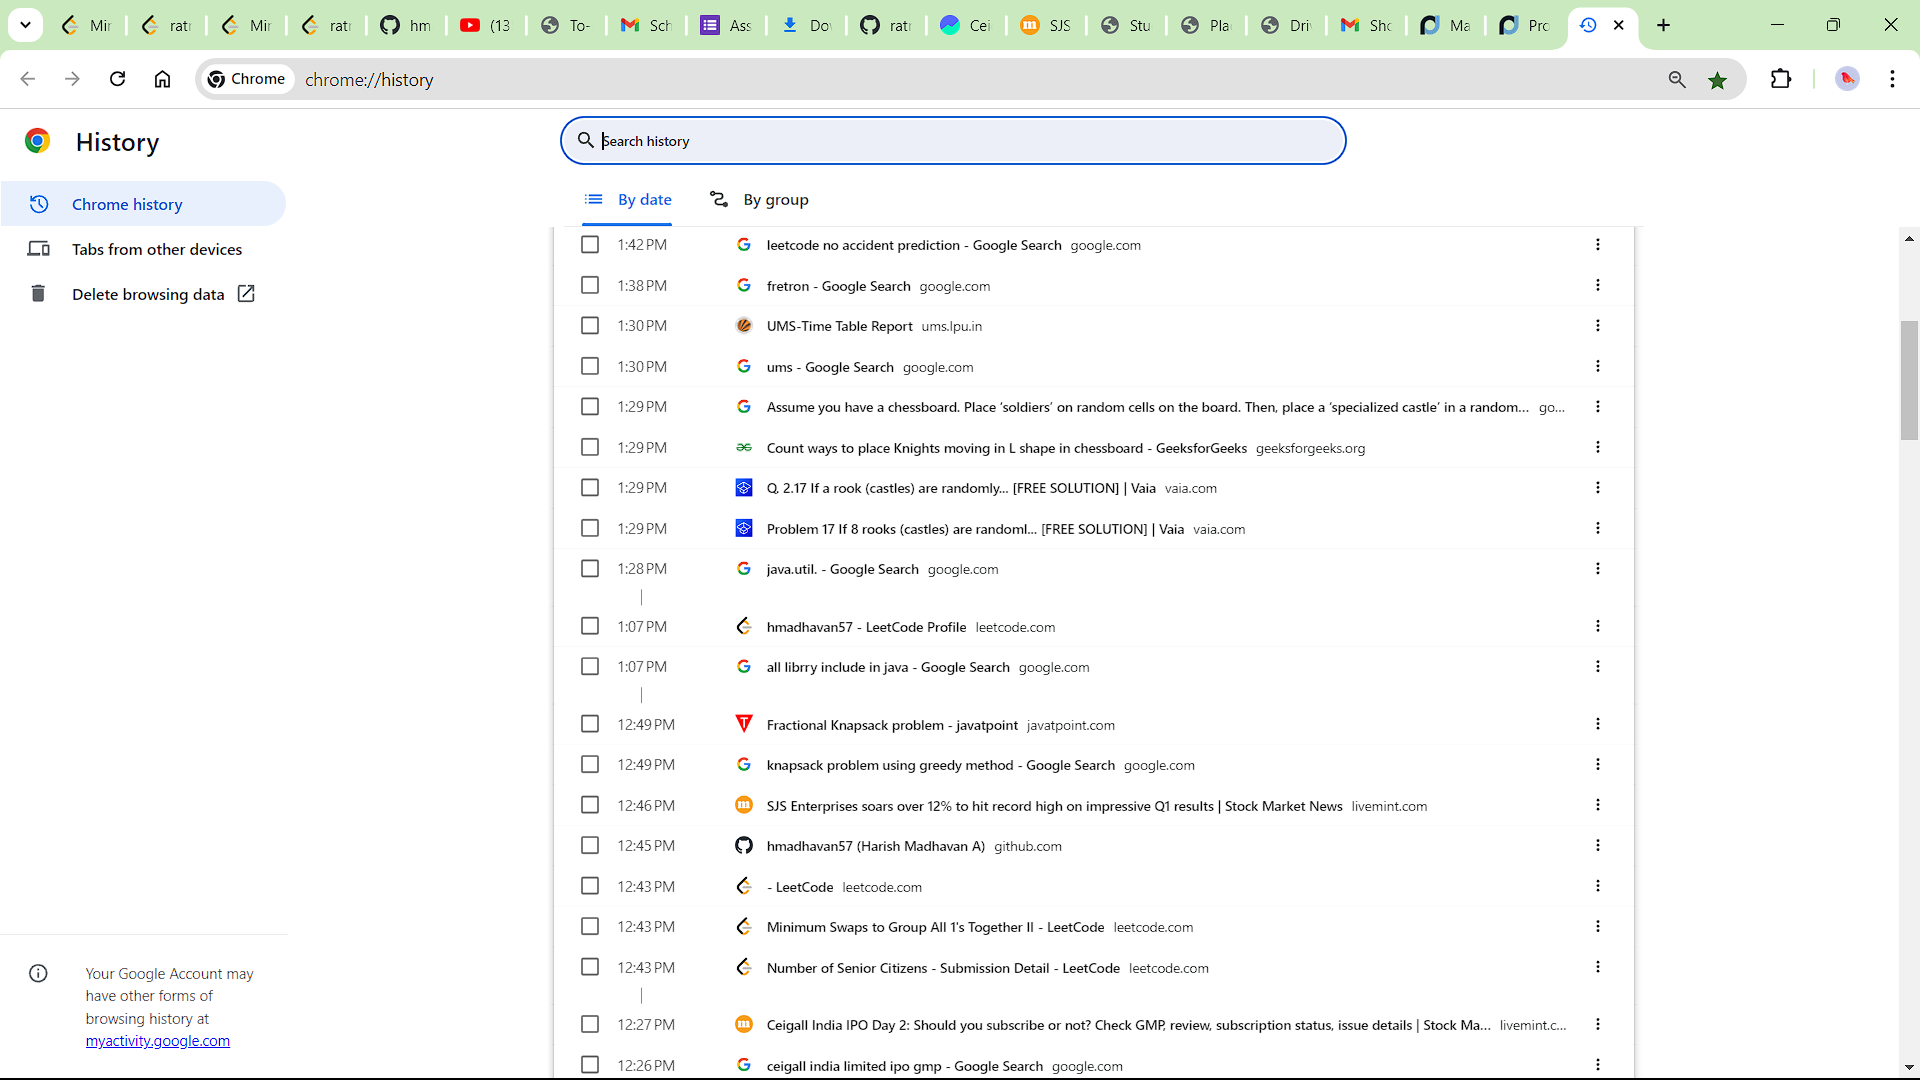 Mir ratr Mir ratr hm (13 To- Sch Ass Dov ratr Cei SJS Stu Pla Driv Sho Ma Pro
Chrome chrome://history
History
Search history
Chrome history
Tabs from other devices
Delete browsing data
By date By group
1:42 PM leetcode no accident prediction - Google Search google.com
1:38 PM fretron - Google Search google.com
1:30 PM UMS-Time Table Report ums.lpu.in
1:30 PM ums - Google Search google.com
1:29 PM Assume you have a chessboard. Place ‘soldiers’ on random cells on the board. Then, place a ‘specialized castle’ in a random... go...
1:29 PM Count ways to place Knights moving in L shape in chessboard - GeeksforGeeks geeksforgeeks.org
1:29 PM Q. 2.17 If a rook (castles) are randomly... [FREE SOLUTION] | Vaia vaia.com
1:29 PM Problem 17 If 8 rooks (castles) are randoml... [FREE SOLUTION] | Vaia vaia.com
1:28 PM java.util. - Google Search google.com
1:07 PM hmadhavan57 - LeetCode Profile leetcode.com
1:07 PM all librry include in java - Google Search google.com
12:49 PM Fractional Knapsack problem - javatpoint javatpoint.com
12:49 PM knapsack problem using greedy method - Google Search google.com
12:46 PM SJS Enterprises soars over 12% to hit record high on impressive Q1 results | Stock Market News livemint.com
12:45 PM hmadhavan57 (Harish Madhavan A) github.com
12:43 PM - LeetCode leetcode.com
12:43 PM Minimum Swaps to Group All 1's Together II - LeetCode leetcode.com
12:43 PM Number of Senior Citizens - Submission Detail - LeetCode leetcode.com
12:27 PM Ceigall India IPO Day 2: Should you subscribe or not? Check GMP, review, subscription status, issue details | Stock Ma... livemint.c...
12:26 PM ceigall india limited ipo gmp - Google Search google.com
Your Google Account may
have other forms of
browsing history at
myactivity.google.com